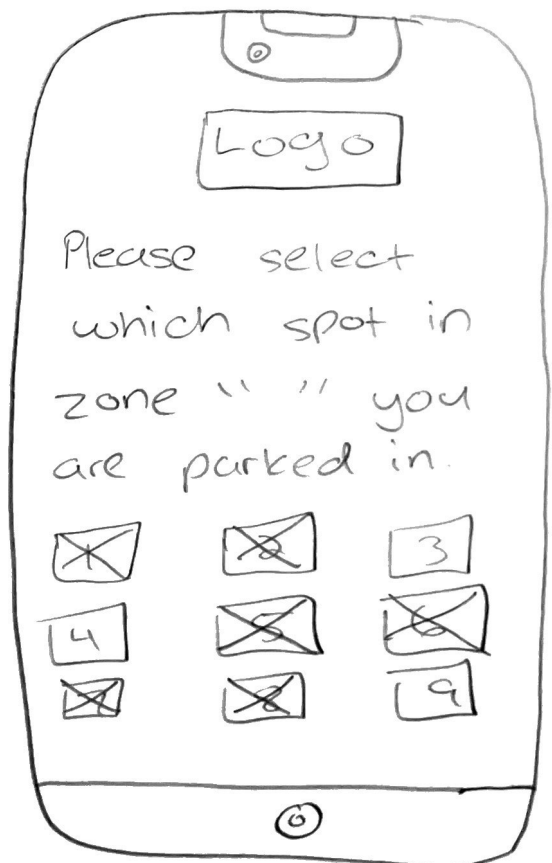 Logo
Please select
which spot in
zone " " you
are parked in.
1 2 3
4 5 6
7 8 9